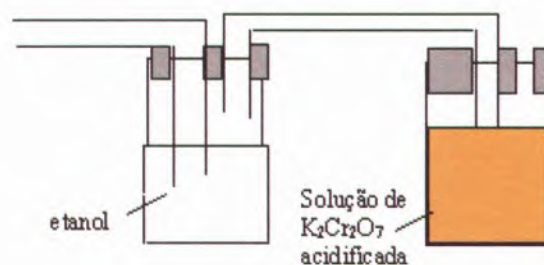 etanol
Solução de
K₂Cr₂O₇
acidificada